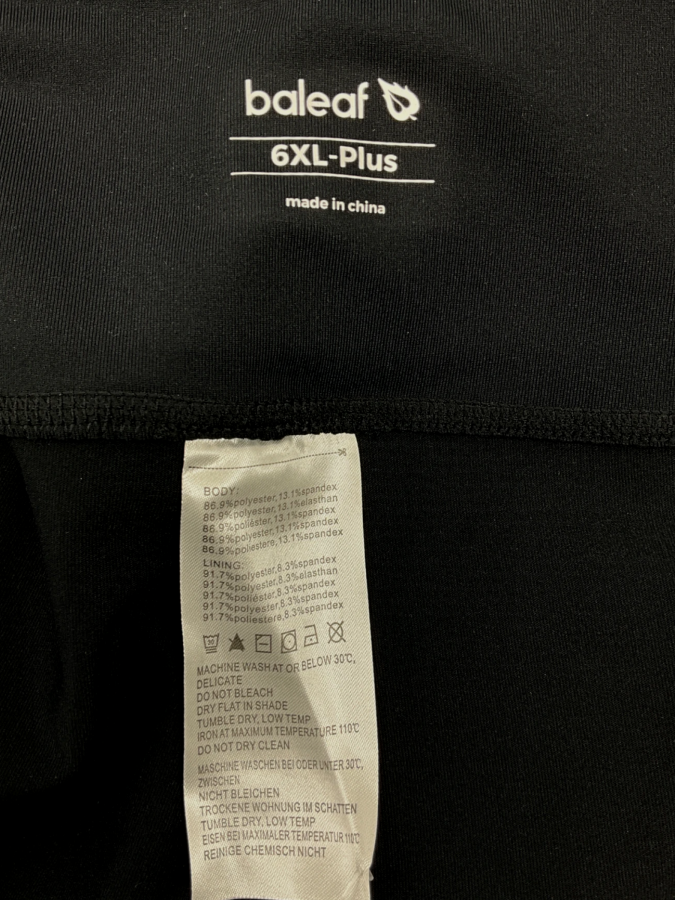 baleaf
6XL-Plus
made in china
BODY:
86.9%polyester,13.1%spandex
86.9%polyester,13.1%elasthan
86.9%poliéster,13.1%spandex
86.9%polyester,13.1%spandex
86.9%poliestere,13.1%spandex
LINING:
91.7%polyester,8.3%spandex
91.7%polyester,8.3%elasthan
91.7%poliéster,8.3%spandex
91.7%polyester,8.3%spandex
91.7%poliestere,8.3%spandex
30
MACHINE WASH AT OR BELOW 30℃,
DELICATE
DO NOT BLEACH
DRY FLAT IN SHADE
TUMBLE DRY, LOW TEMP
IRON AT MAXIMUM TEMPERATURE 110℃
DO NOT DRY CLEAN
MASCHINE WASCHEN BEI ODER UNTER 30℃,
ZWISCHEN
NICHT BLEICHEN
TROCKENE WOHNUNG IM SCHATTEN
TUMBLE DRY, LOW TEMP
EISEN BEI MAXIMALER TEMPERATUR 110℃
REINIGE CHEMISCH NICHT